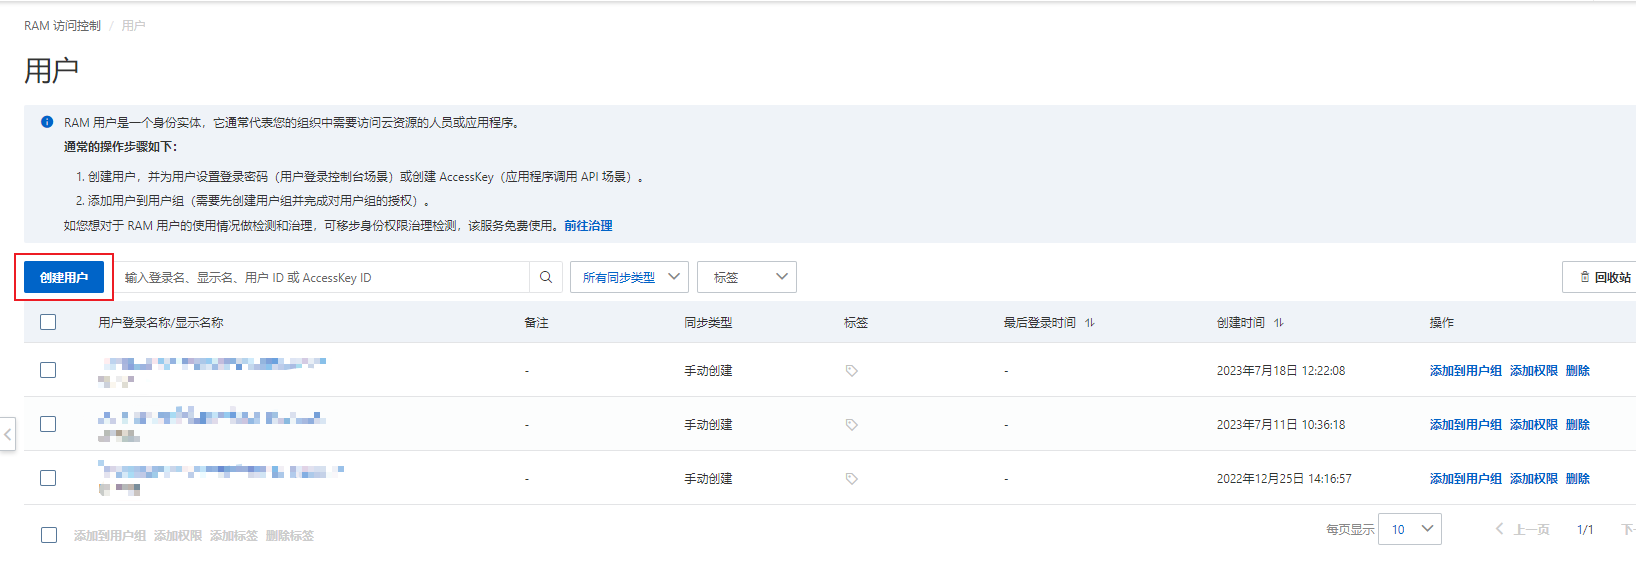 RAM 访问控制 / 用户
用户
RAM 用户是一个身份实体，它通常代表您的组织中需要访问云资源的人员或应用程序。
通常的操作步骤如下：
1. 创建用户，并为用户设置登录密码（用户登录控制台场景）或创建 AccessKey（应用程序调用 API 场景）。
2. 添加用户到用户组（需要先创建用户组并完成对用户组的授权）。
如您想对于 RAM 用户的使用情况做检测和治理，可移步身份权限治理检测，该服务免费使用。前往治理
创建用户 输入登录名、显示名、用户 ID 或 AccessKey ID 所有同步类型 标签 回收站
用户登录名称/显示名称 备注 同步类型 标签 最后登录时间 创建时间 操作
- 手动创建 - 2023年7月18日 12:22:08 添加到用户组 添加权限 删除
- 手动创建 - 2023年7月11日 10:36:18 添加到用户组 添加权限 删除
- 手动创建 - 2022年12月25日 14:16:57 添加到用户组 添加权限 删除
添加到用户组 添加权限 添加标签 删除标签 每页显示 10 上一页 1/1 下